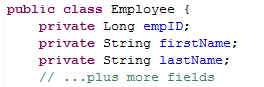 public class Employee {
    private Long empID;
    private String firstName;
    private String lastName;
    // ...plus more fields